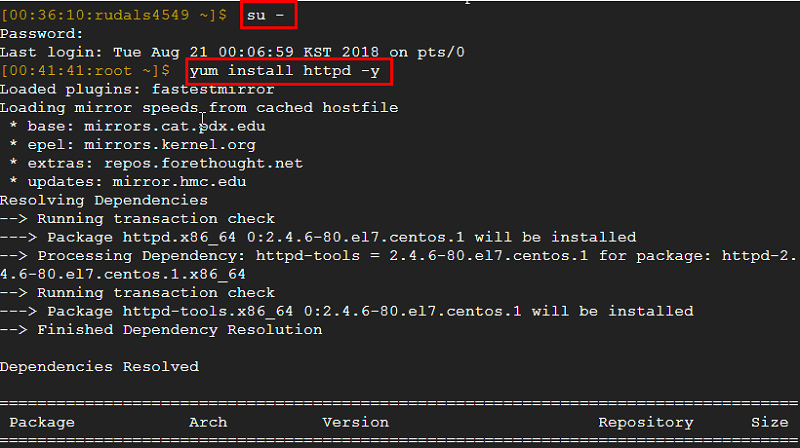 [00:36:10:rudals4549 ~]$ su -
Password:
Last login: Tue Aug 21 00:06:59 KST 2018 on pts/0
[00:41:41:root ~]$ yum install httpd -y
Loaded plugins: fastestmirror
Loading mirror speeds from cached hostfile
 * base: mirrors.cat.pdx.edu
 * epel: mirrors.kernel.org
 * extras: repos.forethought.net
 * updates: mirror.hmc.edu
Resolving Dependencies
--> Running transaction check
---> Package httpd.x86_64 0:2.4.6-80.el7.centos.1 will be installed
--> Processing Dependency: httpd-tools = 2.4.6-80.el7.centos.1 for package: httpd-2.
4.6-80.el7.centos.1.x86_64
--> Running transaction check
---> Package httpd-tools.x86_64 0:2.4.6-80.el7.centos.1 will be installed
--> Finished Dependency Resolution
Dependencies Resolved
====================================================================================
Package Arch Version Repository Size
====================================================================================